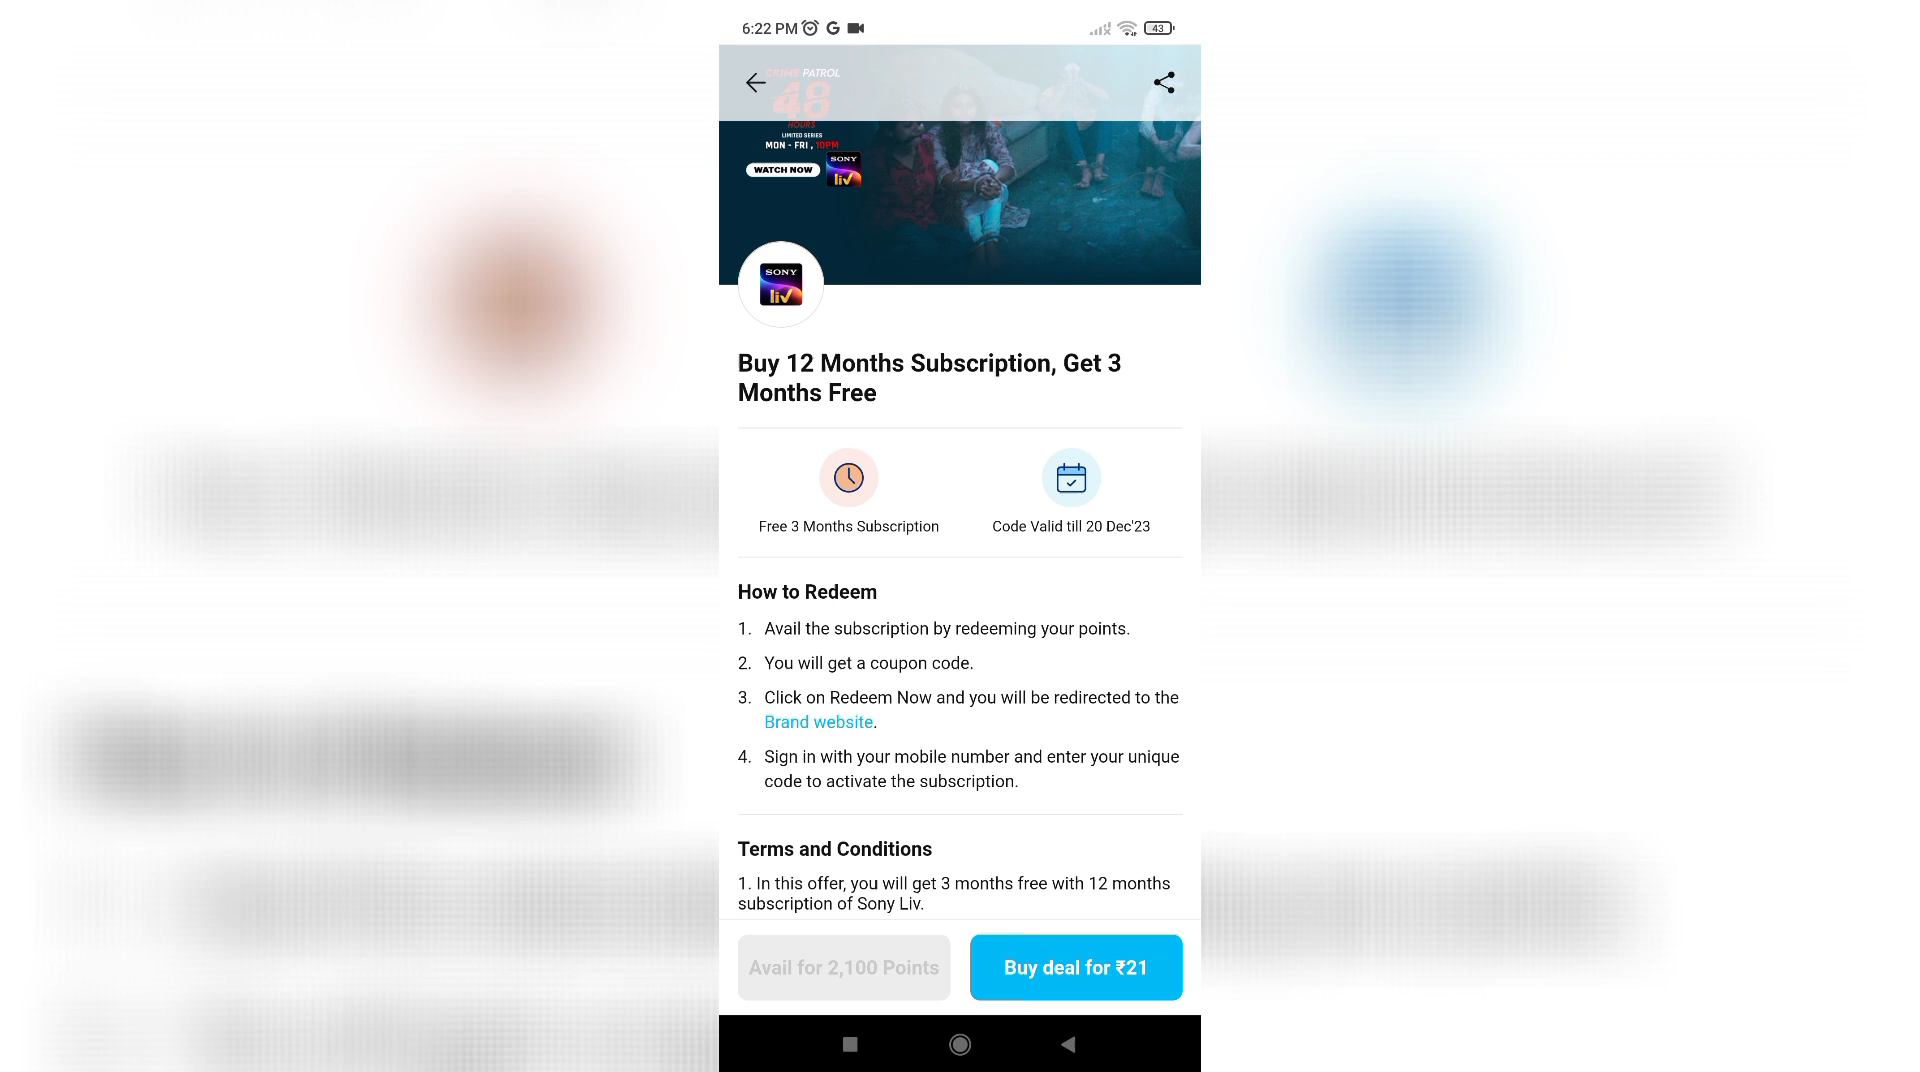 6:22 PM
43
CRIME PATROL
48
HOURS
LIMITED SERIES
MON - FRI , 10PM
WATCH NOW
SONY
liv
SONY
liv
Buy 12 Months Subscription, Get 3
Months Free
Free 3 Months Subscription
Code Valid till 20 Dec'23
How to Redeem
1. Avail the subscription by redeeming your points.
2. You will get a coupon code.
3. Click on Redeem Now and you will be redirected to the
Brand website.
4. Sign in with your mobile number and enter your unique
code to activate the subscription.
Terms and Conditions
1. In this offer, you will get 3 months free with 12 months
subscription of Sony Liv.
Avail for 2,100 Points
Buy deal for ₹21